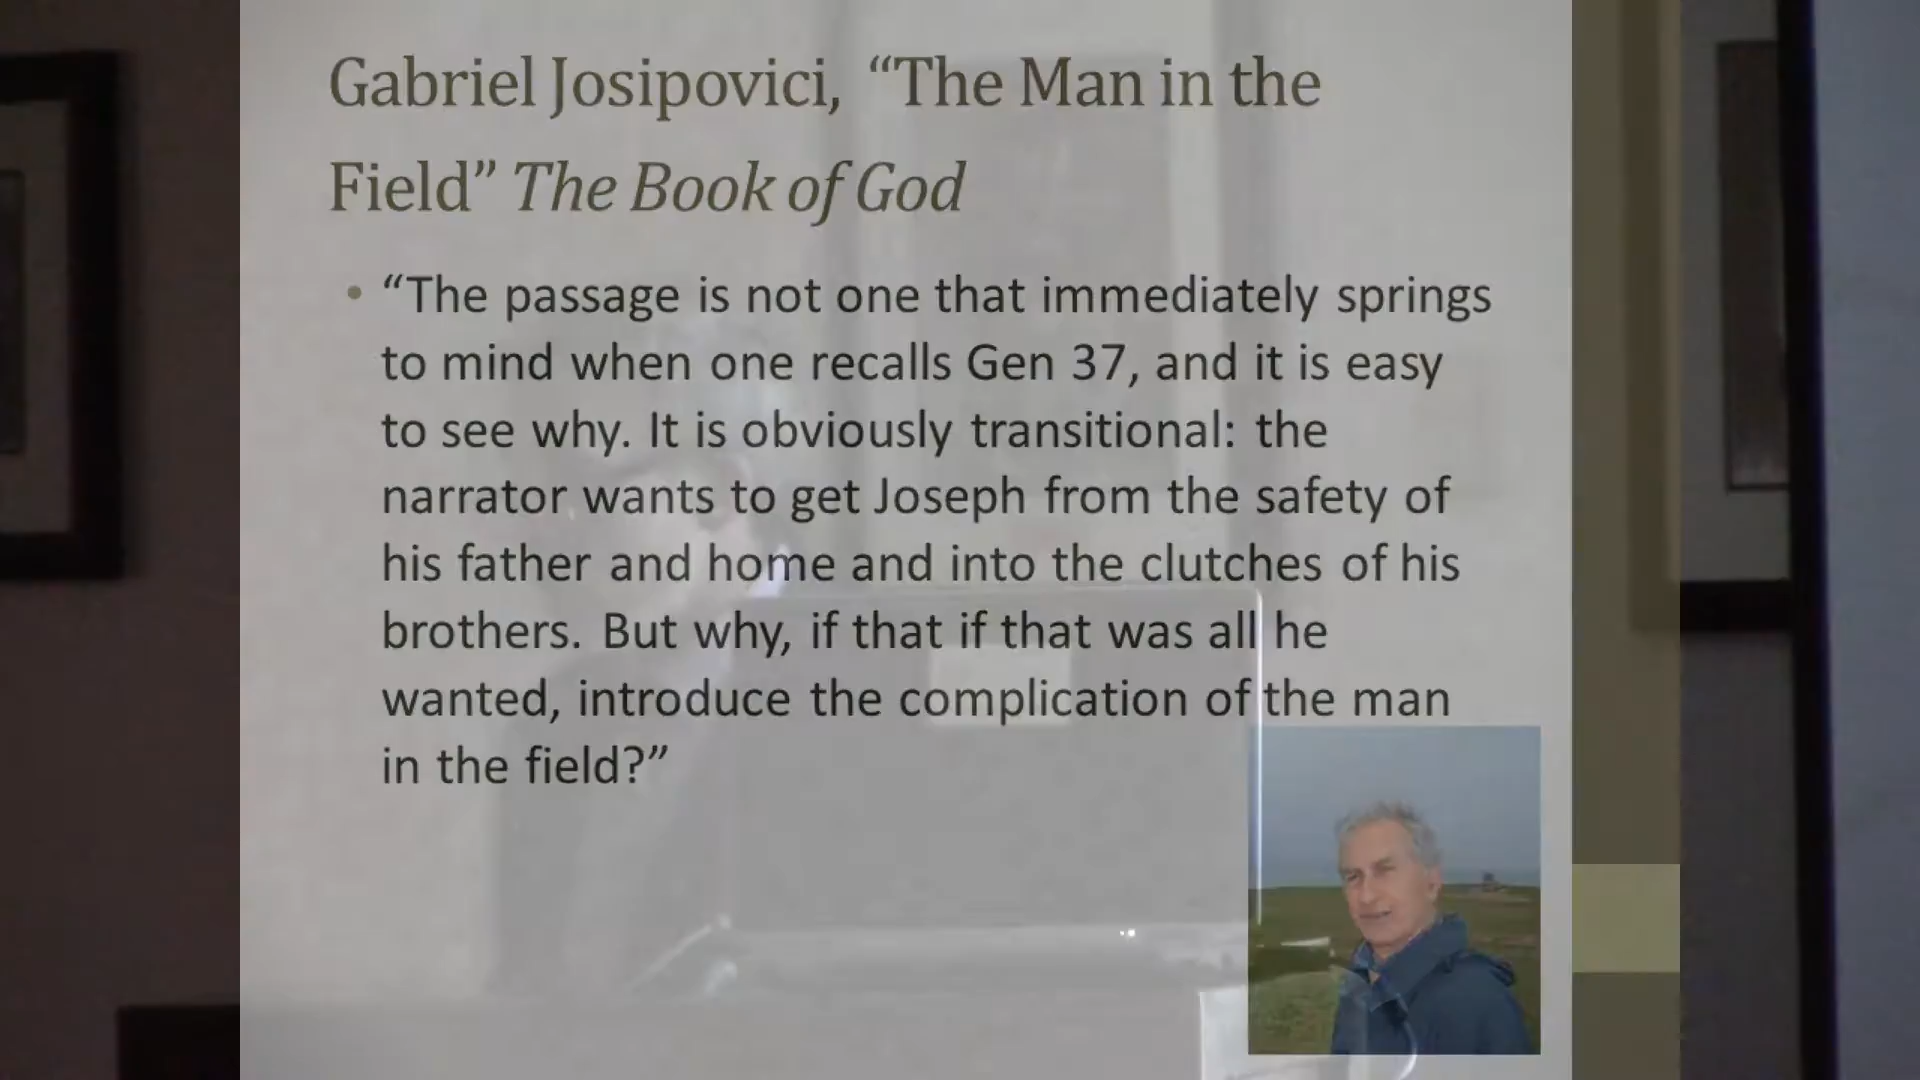 Gabriel Josipovici, “The Man in the
Field” The Book of God
• “The passage is not one that immediately springs
to mind when one recalls Gen 37, and it is easy
to see why. It is obviously transitional: the
narrator wants to get Joseph from the safety of
his father and home and into the clutches of his
brothers. But why, if that if that was all he
wanted, introduce the complication of the man
in the field?”